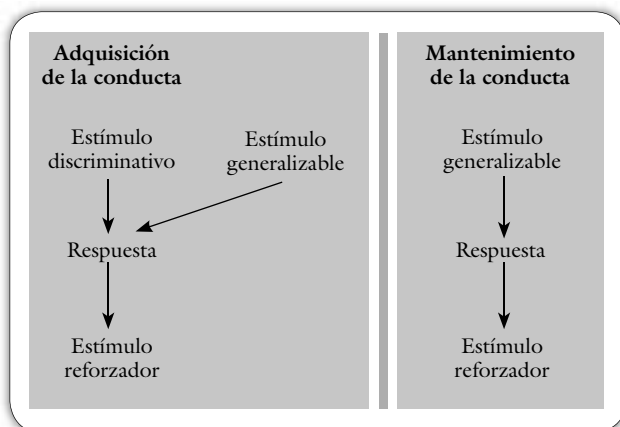 Adquisición
de la conducta
Estímulo
discriminativo
Estímulo
generalizable
Respuesta
Estímulo
reforzador
Mantenimiento
de la conducta
Estímulo
generalizable
Respuesta
Estímulo
reforzador